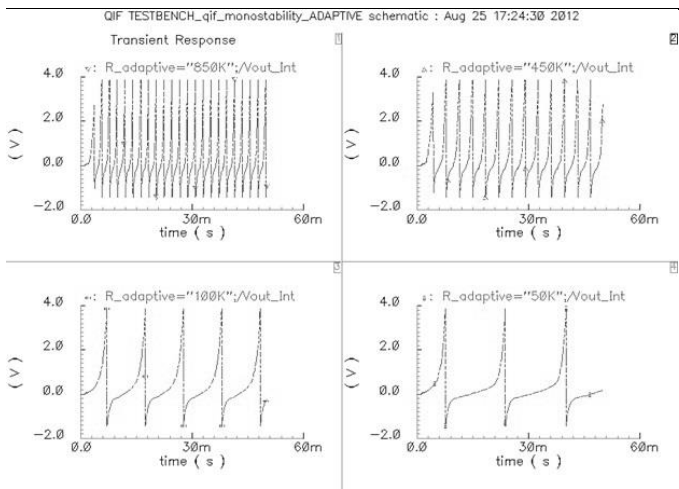 QIF TESTBENCH_qif_monostability_ADAPTIVE schematic : Aug 25 17:24:30 2012
Transient Response
1
2
: R_adaptive="850K";/Vout_Int
: R_adaptive="450K";/Vout_Int
4.0
2.0
0.0
−2.0
(V)
0.0 30m 60m
time ( s )
4.0
2.0
0.0
−2.0
(V)
0.0 30m 60m
time ( s )
3
4
: R_adaptive="100K";/Vout_Int
: R_adaptive="50K";/Vout_Int
4.0
2.0
0.0
−2.0
(V)
0.0 30m 60m
time ( s )
4.0
2.0
0.0
−2.0
(V)
0.0 30m 60m
time ( s )